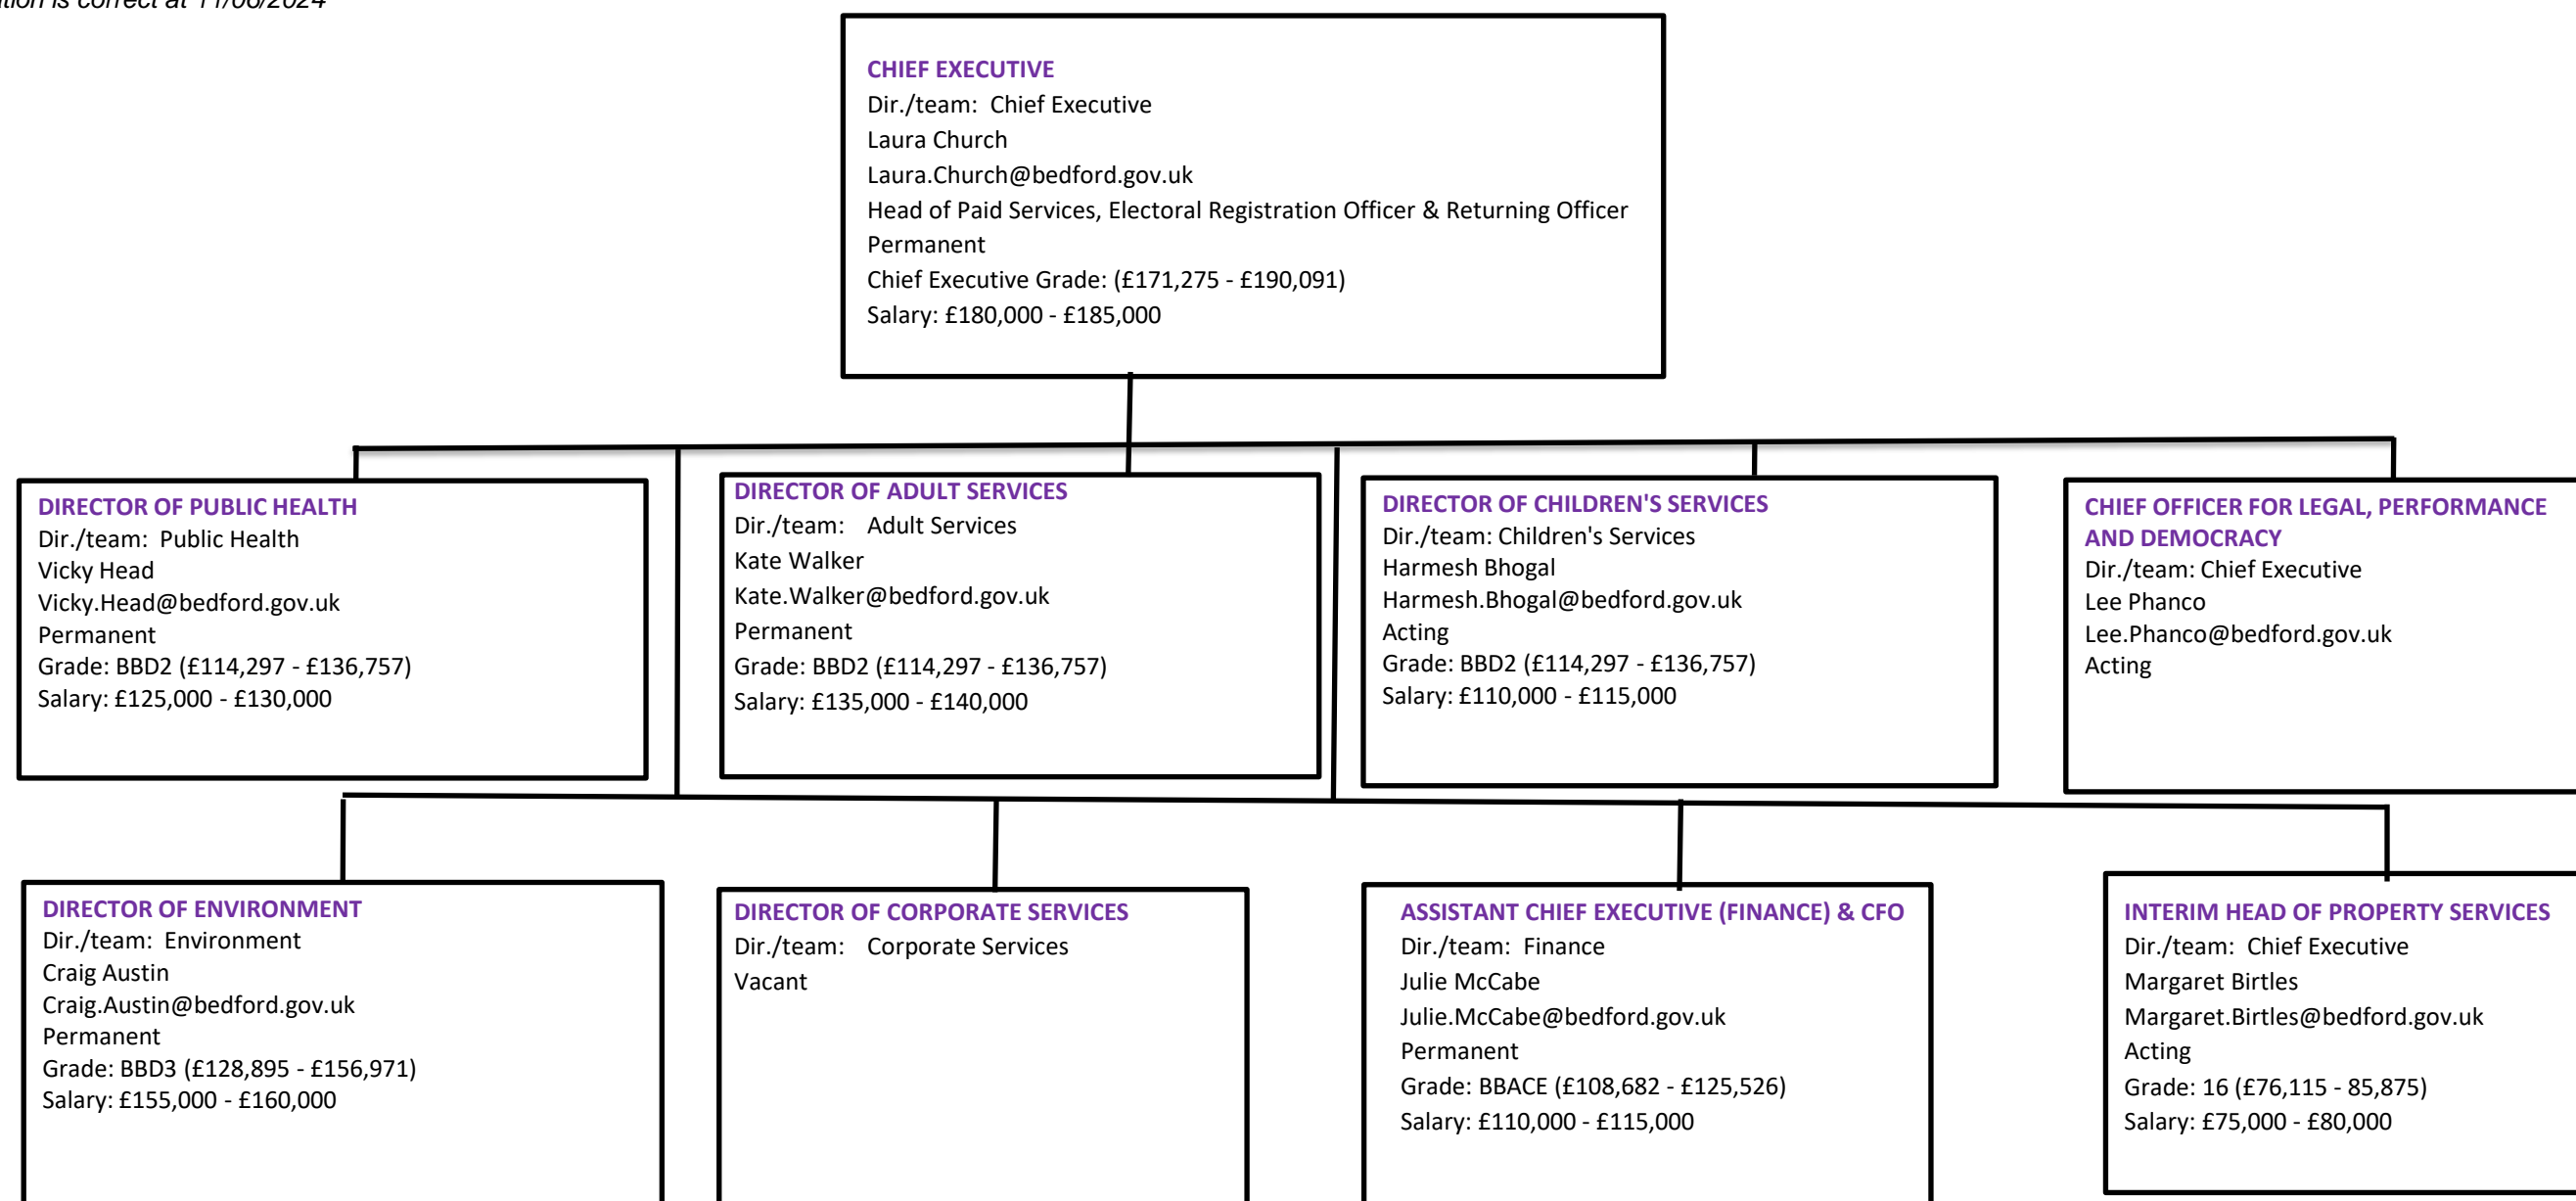 is correct at 11/06/2024
CHIEF EXECUTIVE
Dir./team: Chief Executive
Laura Church
Laura.Church@bedford.gov.uk
Head of Paid Services, Electoral Registration Officer & Returning Officer
Permanent
Chief Executive Grade: (£171,275 - £190,091)
Salary: £180,000 - £185,000
DIRECTOR OF PUBLIC HEALTH
Dir./team: Public Health
Vicky Head
Vicky.Head@bedford.gov.uk
Permanent
Grade: BBD2 (£114,297 - £136,757)
Salary: £125,000 - £130,000
DIRECTOR OF ADULT SERVICES
Dir./team: Adult Services
Kate Walker
Kate.Walker@bedford.gov.uk
Permanent
Grade: BBD2 (£114,297 - £136,757)
Salary: £135,000 - £140,000
DIRECTOR OF CHILDREN'S SERVICES
Dir./team: Children's Services
Harmesh Bhogal
Harmesh.Bhogal@bedford.gov.uk
Acting
Grade: BBD2 (£114,297 - £136,757)
Salary: £110,000 - £115,000
CHIEF OFFICER FOR LEGAL, PERFORMANCE
AND DEMOCRACY
Dir./team: Chief Executive
Lee Phanco
Lee.Phanco@bedford.gov.uk
Acting
DIRECTOR OF ENVIRONMENT
Dir./team: Environment
Craig Austin
Craig.Austin@bedford.gov.uk
Permanent
Grade: BBD3 (£128,895 - £156,971)
Salary: £155,000 - £160,000
DIRECTOR OF CORPORATE SERVICES
Dir./team: Corporate Services
Vacant
ASSISTANT CHIEF EXECUTIVE (FINANCE) & CFO
Dir./team: Finance
Julie McCabe
Julie.McCabe@bedford.gov.uk
Permanent
Grade: BBACE (£108,682 - £125,526)
Salary: £110,000 - £115,000
INTERIM HEAD OF PROPERTY SERVICES
Dir./team: Chief Executive
Margaret Birtles
Margaret.Birtles@bedford.gov.uk
Acting
Grade: 16 (£76,115 - 85,875)
Salary: £75,000 - £80,000